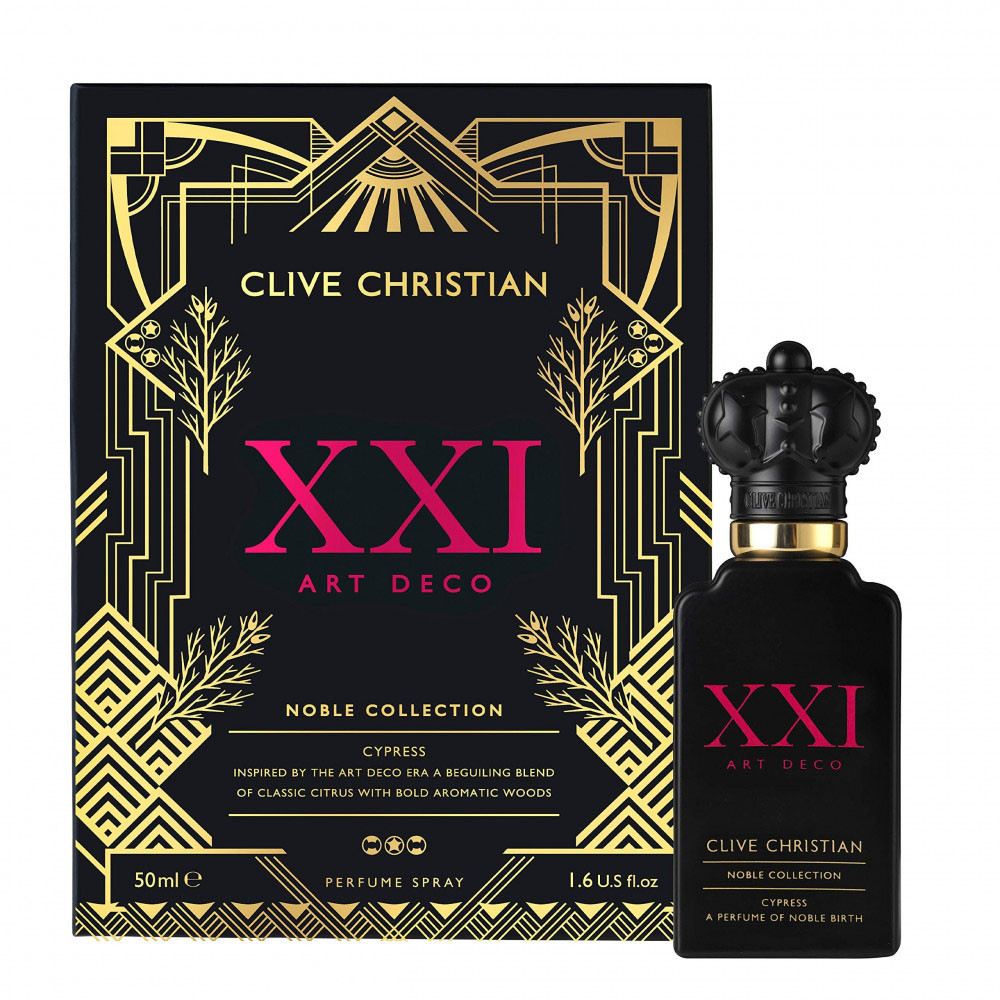 CLIVE CHRISTIAN
XXI
ART DECO
NOBLE COLLECTION
CYPRESS
INSPIRED BY THE ART DECO ERA A BEGUILING BLEND
OF CLASSIC CITRUS WITH BOLD AROMATIC WOODS
50ml ℮
PERFUME SPRAY
1.6 U.S fl.oz
CLIVE CHRISTIAN
XXI
ART DECO
CLIVE CHRISTIAN
NOBLE COLLECTION
CYPRESS
A PERFUME OF NOBLE BIRTH